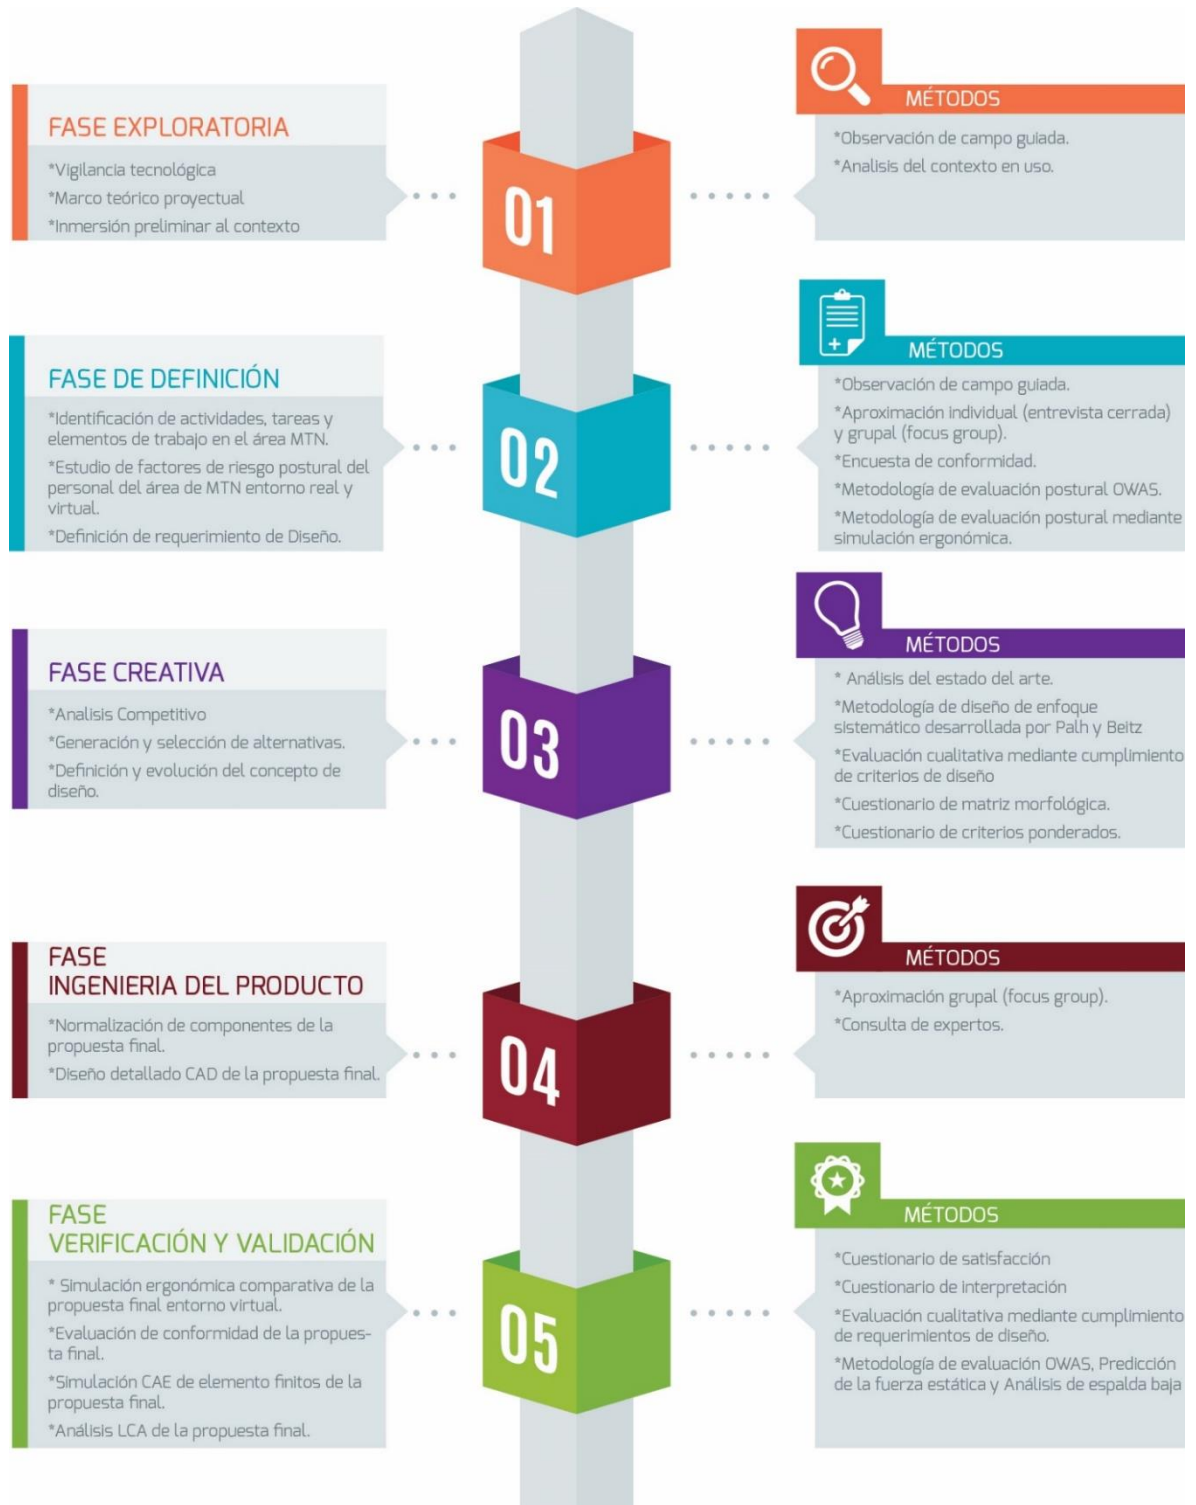 FASE EXPLORATORIA
*Vigilancia tecnológica
*Marco teórico proyectual
*Inmersión preliminar al contexto
01
MÉTODOS
*Observación de campo guiada.
*Analisis del contexto en uso.
FASE DE DEFINICIÓN
*Identificación de actividades, tareas y
elementos de trabajo en el área MTN.
*Estudio de factores de riesgo postural del
personal del área de MTN entorno real y
virtual.
*Definición de requerimiento de Diseño.
02
MÉTODOS
*Observación de campo guiada.
*Aproximación individual (entrevista cerrada)
y grupal (focus group).
*Encuesta de conformidad.
*Metodología de evaluación postural OWAS.
*Metodología de evaluación postural mediante
simulación ergonómica.
FASE CREATIVA
*Analisis Competitivo
*Generación y selección de alternativas.
*Definición y evolución del concepto de
diseño.
03
MÉTODOS
* Análisis del estado del arte.
*Metodología de diseño de enfoque
sistemático desarrollada por Palh y Beitz
*Evaluación cualitativa mediante cumplimiento
de criterios de diseño
*Cuestionario de matriz morfológica.
*Cuestionario de criterios ponderados.
FASE
INGENIERIA DEL PRODUCTO
*Normalización de componentes de la
propuesta final.
*Diseño detallado CAD de la propuesta final.
04
MÉTODOS
*Aproximación grupal (focus group).
*Consulta de expertos.
FASE
VERIFICACIÓN Y VALIDACIÓN
* Simulación ergonómica comparativa de la
propuesta final entorno virtual.
*Evaluación de conformidad de la propues-
ta final.
*Simulación CAE de elemento finitos de la
propuesta final.
*Análisis LCA de la propuesta final.
05
MÉTODOS
*Cuestionario de satisfacción
*Cuestionario de interpretación
*Evaluación cualitativa mediante cumplimiento
de requerimientos de diseño.
*Metodología de evaluación OWAS, Predicción
de la fuerza estática y Análisis de espalda baja